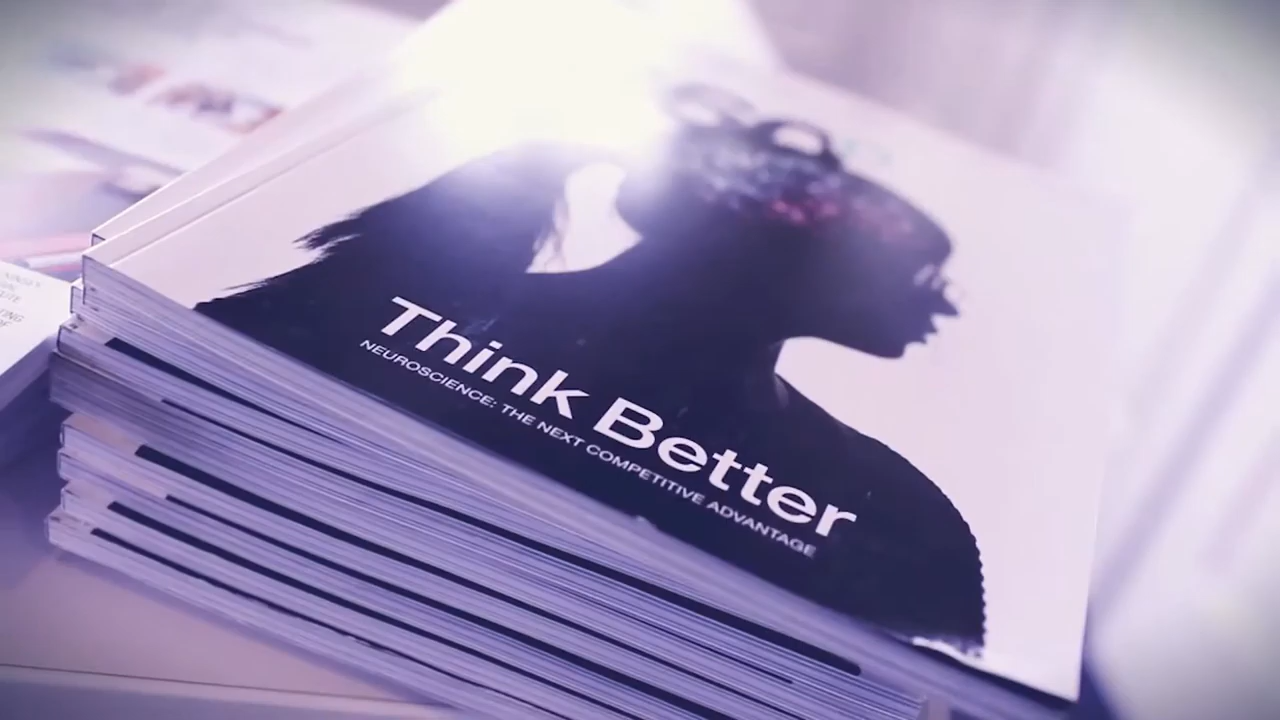 Think Better
NEUROSCIENCE: THE NEXT COMPETITIVE ADVANTAGE